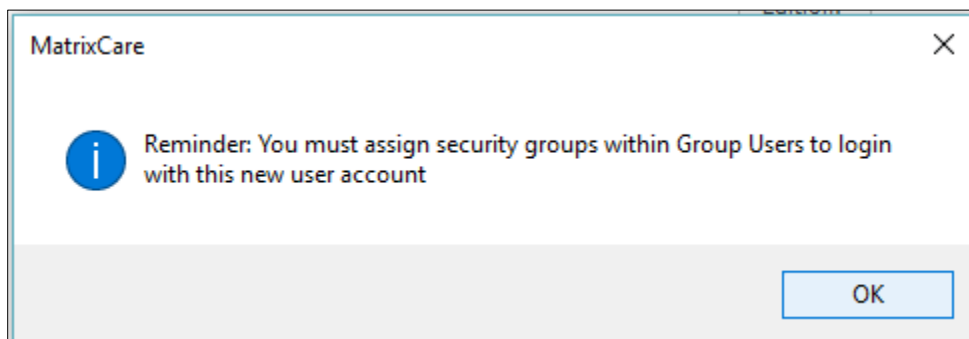 MatrixCare
Reminder: You must assign security groups within Group Users to login
with this new user account
OK